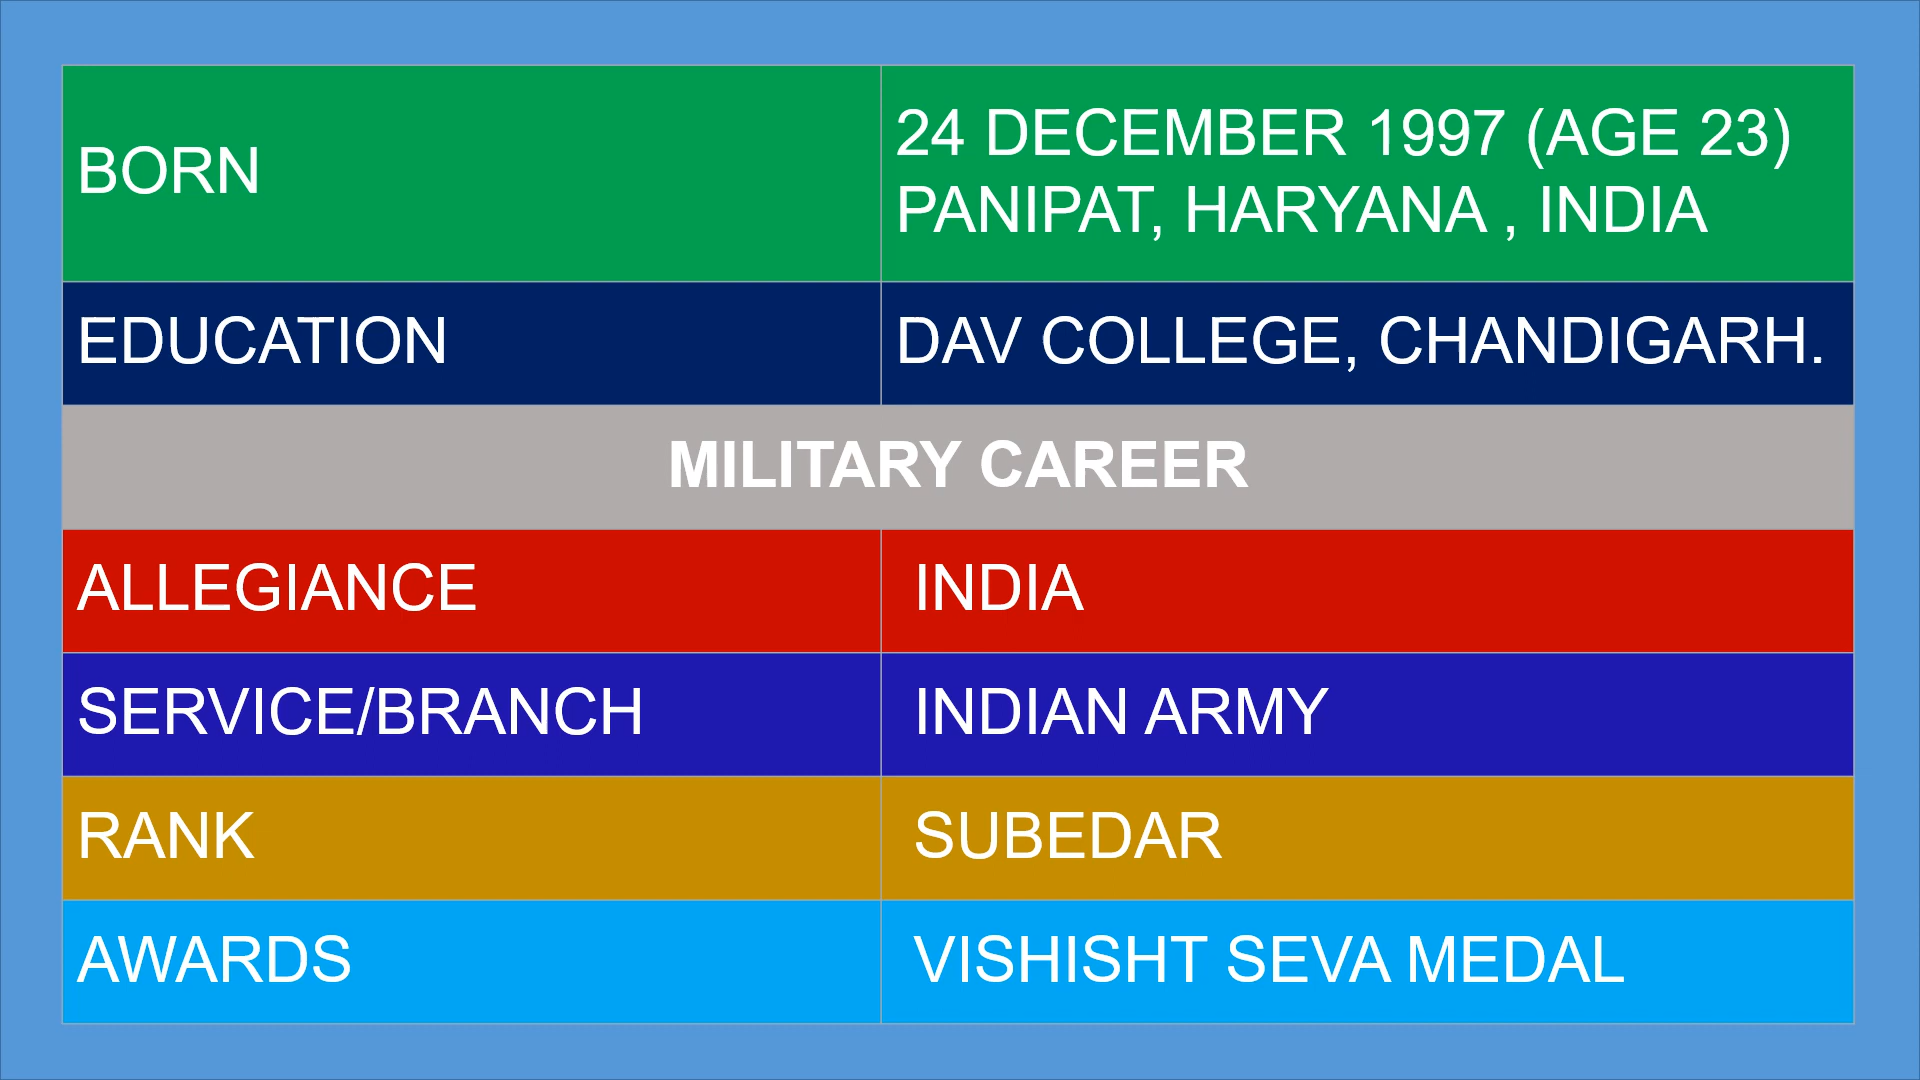 BORN
24 DECEMBER 1997 (AGE 23)
PANIPAT, HARYANA , INDIA
EDUCATION
DAV COLLEGE, CHANDIGARH.
MILITARY CAREER
ALLEGIANCE
INDIA
SERVICE/BRANCH
INDIAN ARMY
RANK
SUBEDAR
AWARDS
VISHISHT SEVA MEDAL